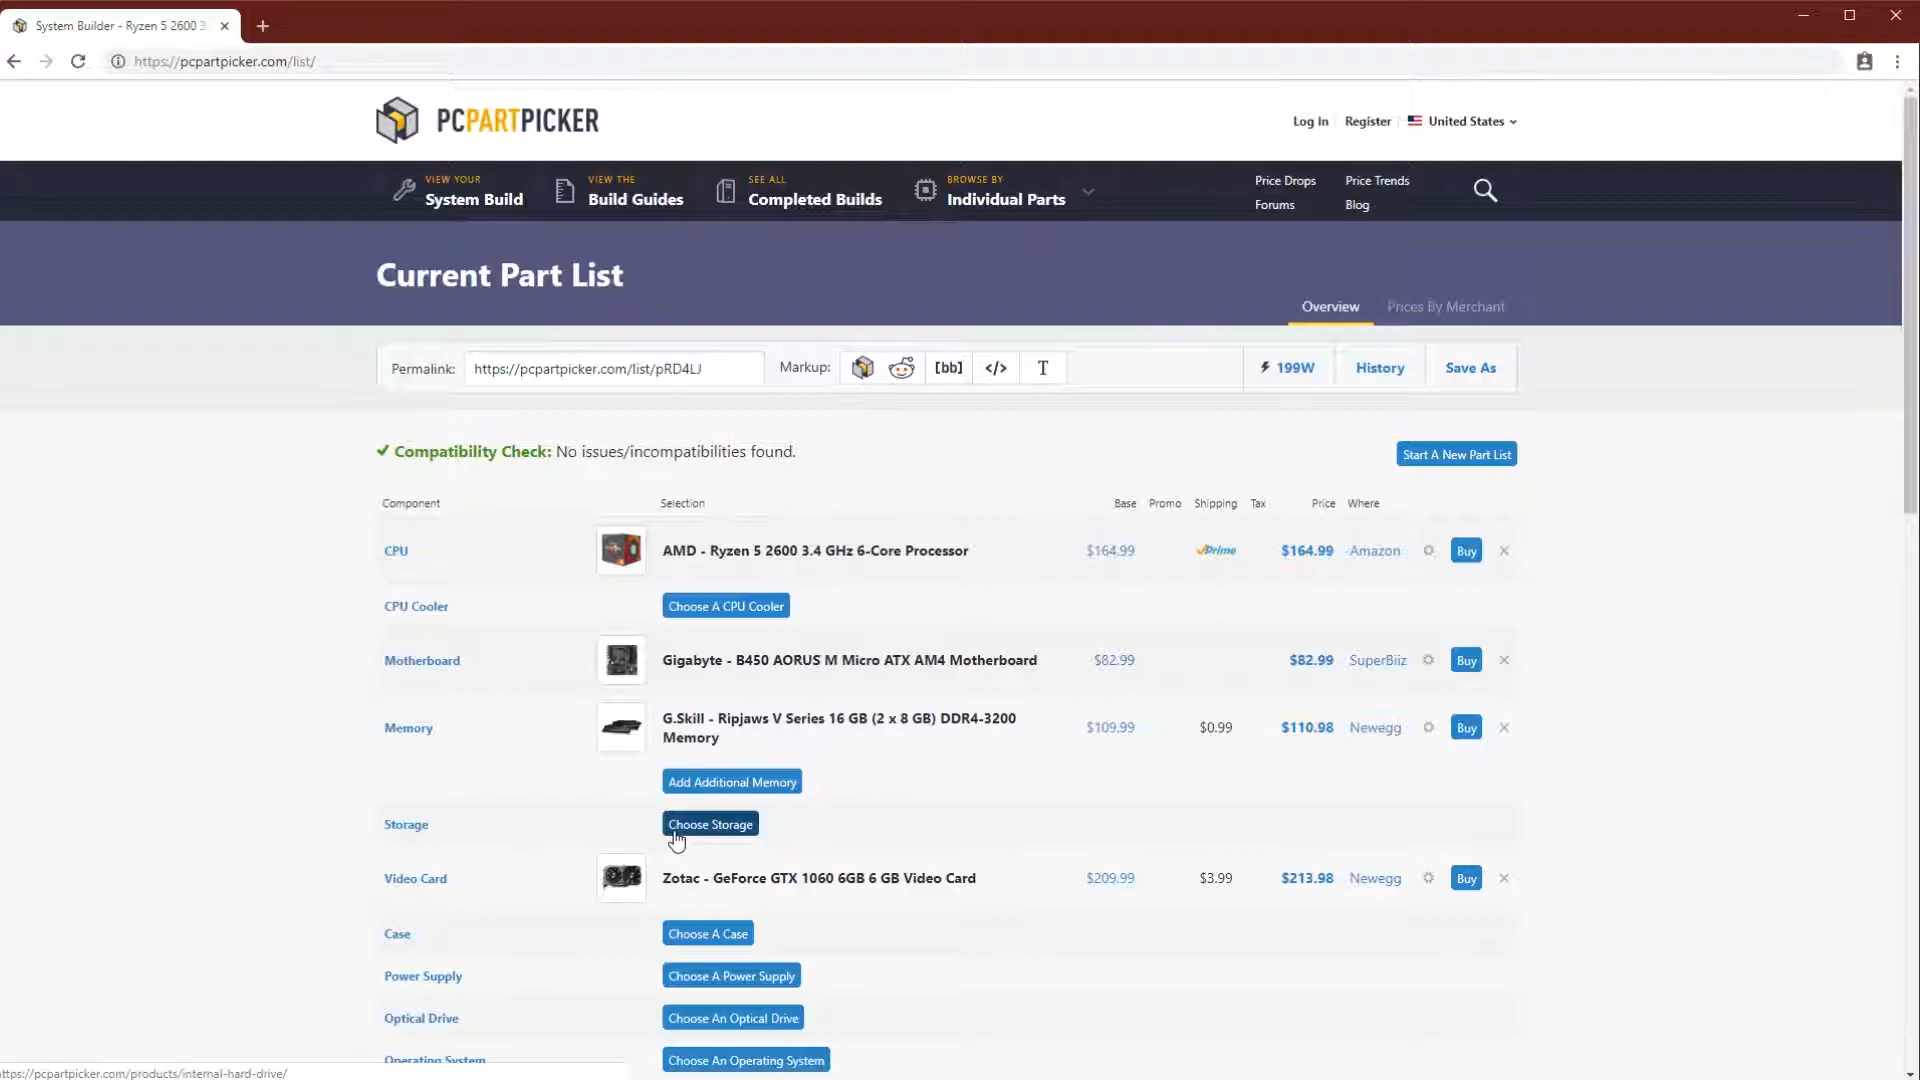 System Builder - Ryzen 5 2600 3
https://pcpartpicker.com/list/
PCPARTPICKER
Log In Register United States
VIEW YOUR
System Build
VIEW THE
Build Guides
SEE ALL
Completed Builds
BROWSE BY
Individual Parts
Price Drops Price Trends
Forums Blog
Current Part List
Overview Prices By Merchant
Permalink: https://pcpartpicker.com/list/pRD4LJ Markup: [bb] </> T 199W History Save As
Compatibility Check: No issues/incompatibilities found.
Start A New Part List
Component Selection Base Promo Shipping Tax Price Where
CPU AMD - Ryzen 5 2600 3.4 GHz 6-Core Processor $164.99 Prime $164.99 Amazon Buy
CPU Cooler Choose A CPU Cooler
Motherboard Gigabyte - B450 AORUS M Micro ATX AM4 Motherboard $82.99 $82.99 SuperBiiz Buy
Memory G.Skill - Ripjaws V Series 16 GB (2 x 8 GB) DDR4-3200 Memory $109.99 $0.99 $110.98 Newegg Buy
Add Additional Memory
Storage Choose Storage
Video Card Zotac - GeForce GTX 1060 6GB 6 GB Video Card $209.99 $3.99 $213.98 Newegg Buy
Case Choose A Case
Power Supply Choose A Power Supply
Optical Drive Choose An Optical Drive
Operating System Choose An Operating System
ttps://pcpartpicker.com/products/internal-hard-drive/